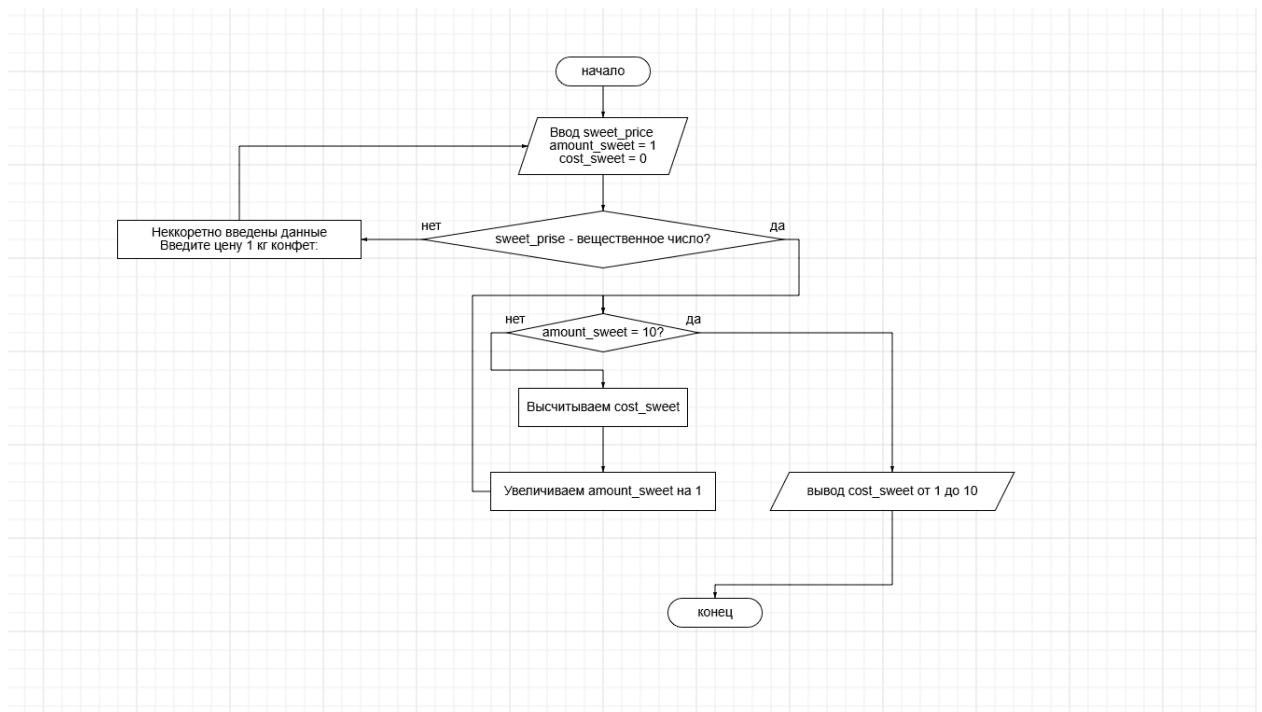 начало
Ввод sweet_price
amount_sweet = 1
cost_sweet = 0
нет
да
Неккоретно введены данные
Введите цену 1 кг конфет:
sweet_prise - вещественное число?
нет
да
amount_sweet = 10?
Высчитываем cost_sweet
Увеличиваем amount_sweet на 1
вывод cost_sweet от 1 до 10
конец